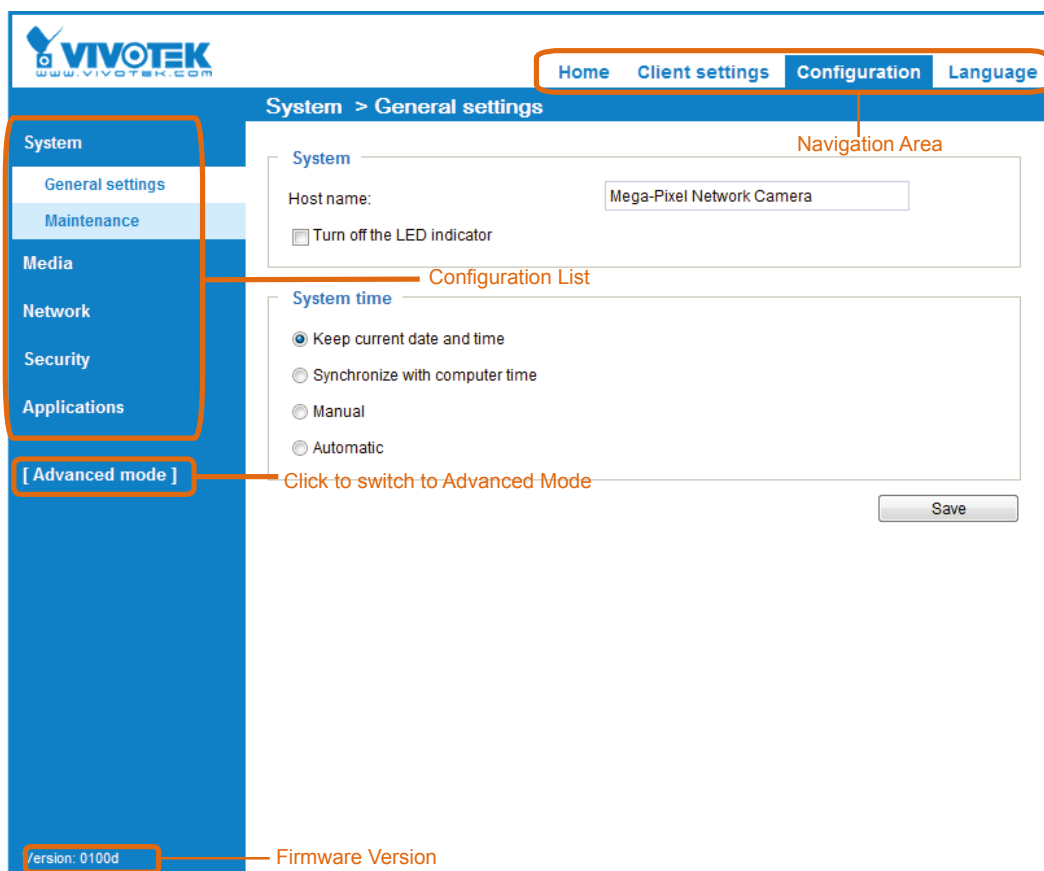 VIVOTEK
www.vivotek.com
Home Client settings Configuration Language
System > General settings
Navigation Area
System
General settings
Maintenance
Media
Network
Security
Applications
[ Advanced mode ]
System
Host name: Mega-Pixel Network Camera
Turn off the LED indicator
Configuration List
System time
Keep current date and time
Synchronize with computer time
Manual
Automatic
Click to switch to Advanced Mode
Save
Version: 0100d
Firmware Version